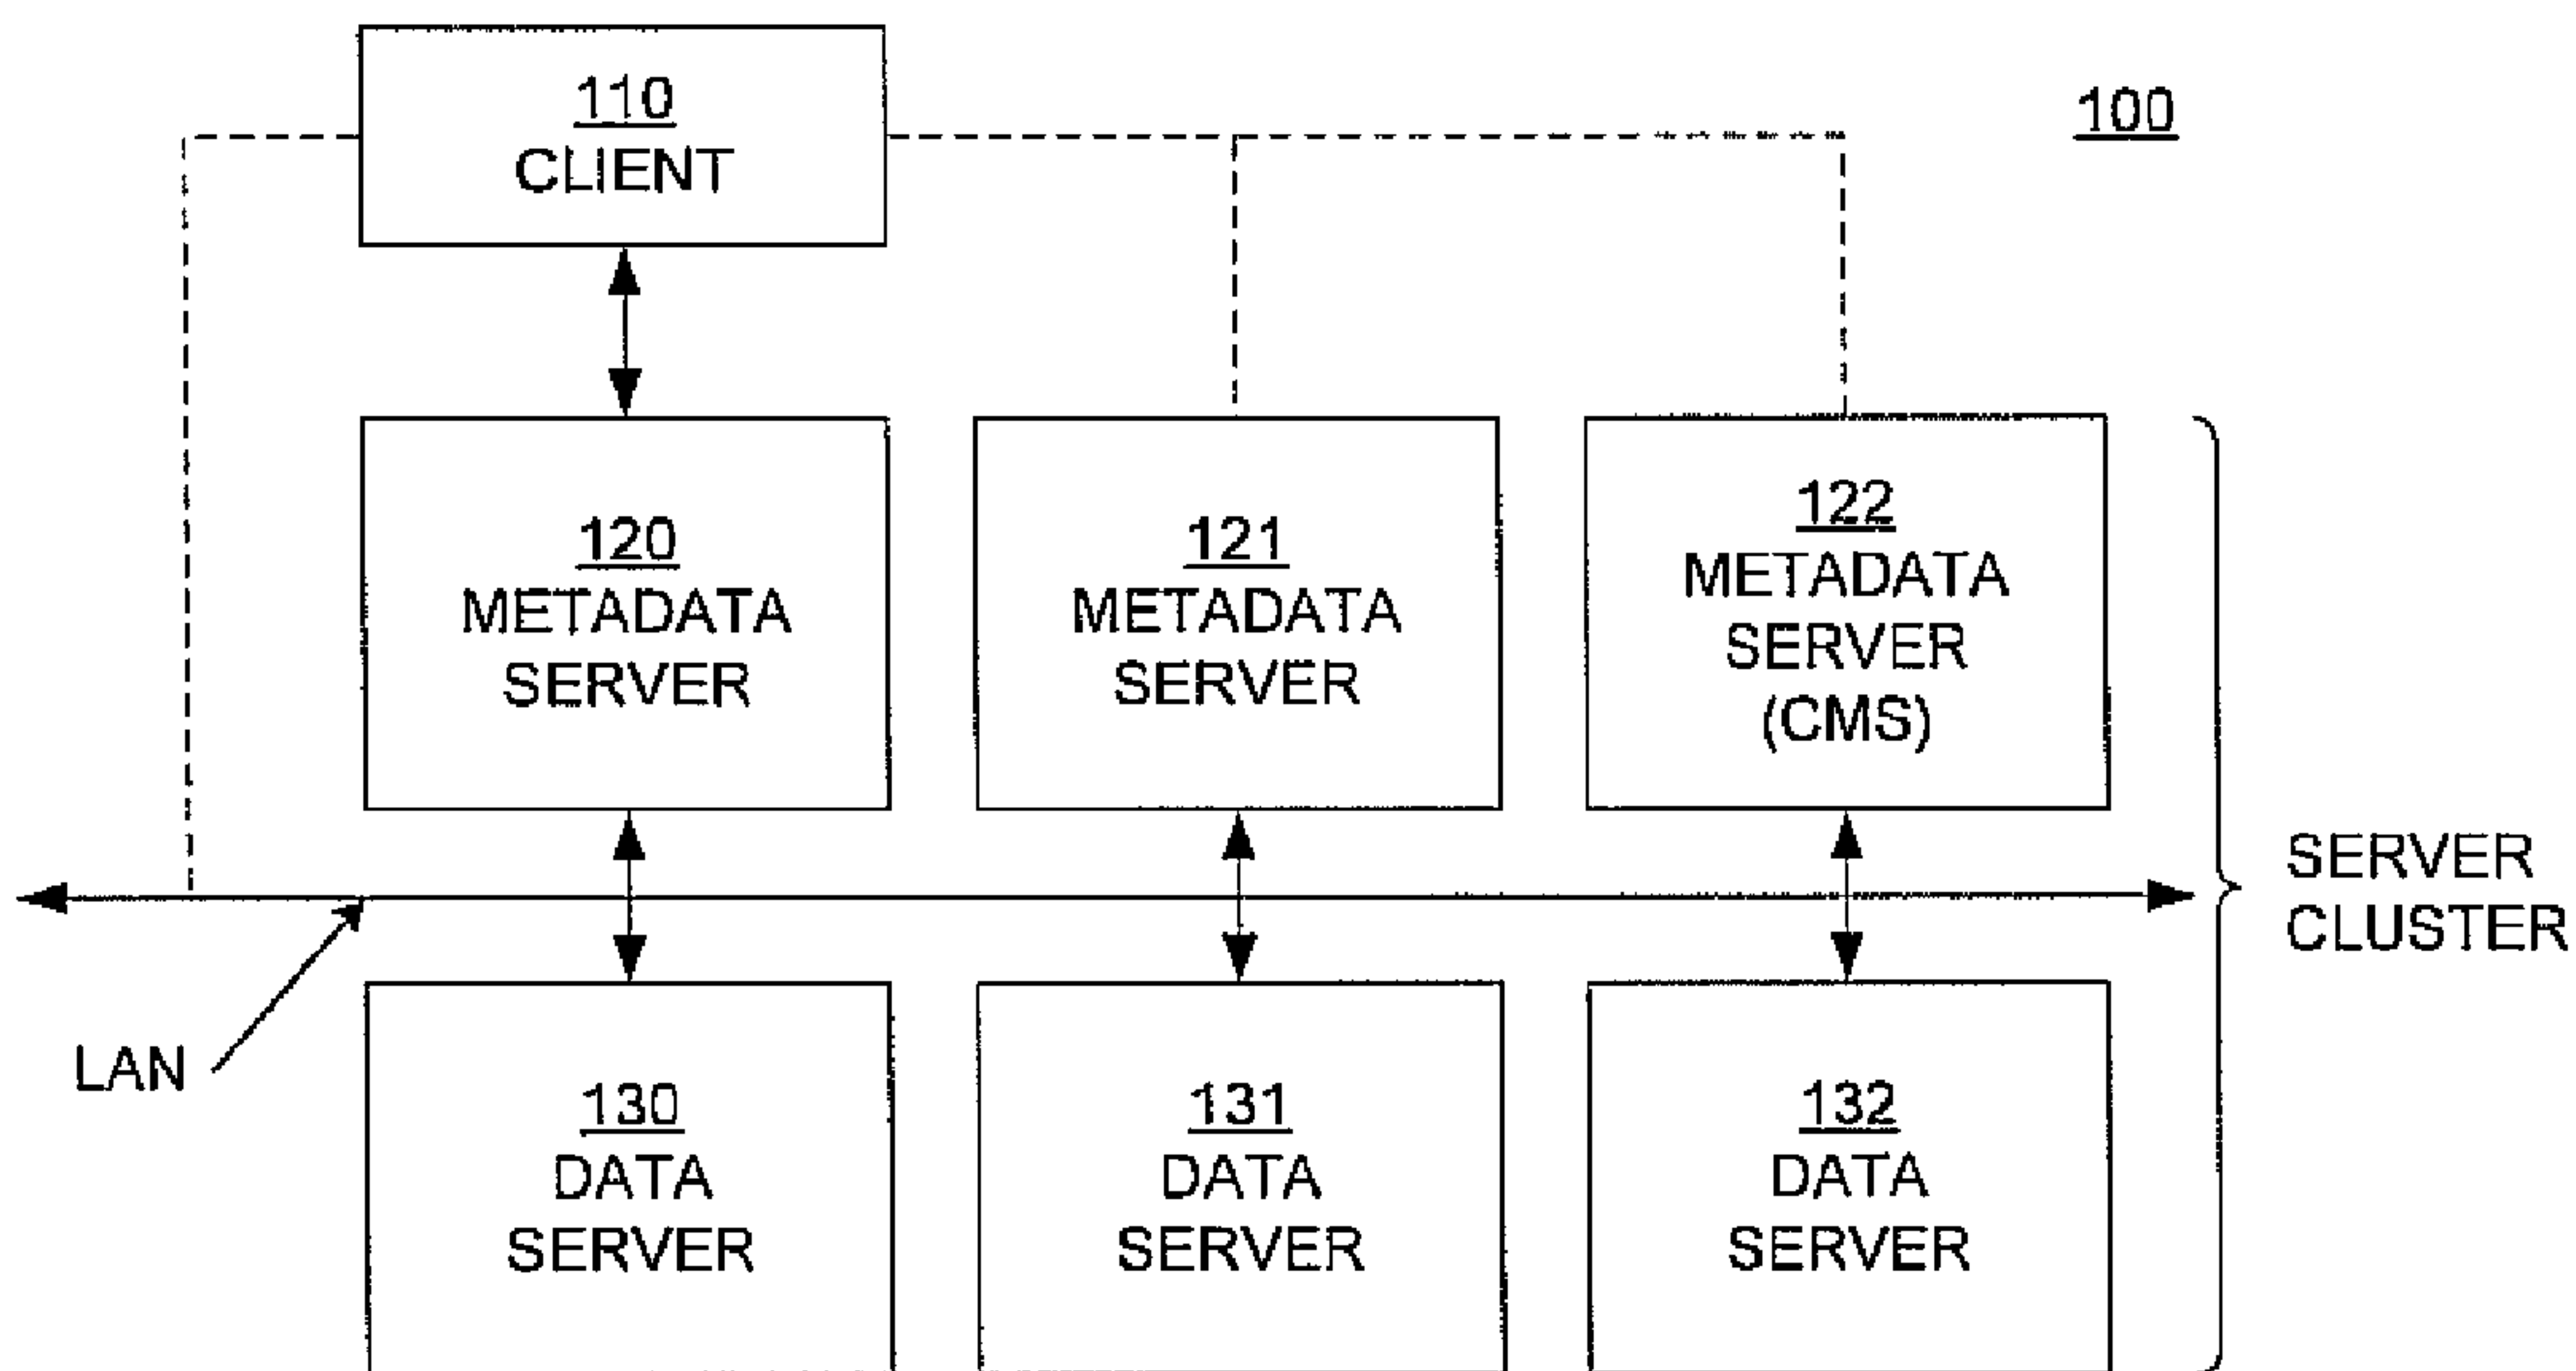 110
CLIENT
100
120
METADATA
SERVER
121
METADATA
SERVER
122
METADATA
SERVER
(CMS)
SERVER
CLUSTER
LAN
130
DATA
SERVER
131
DATA
SERVER
132
DATA
SERVER